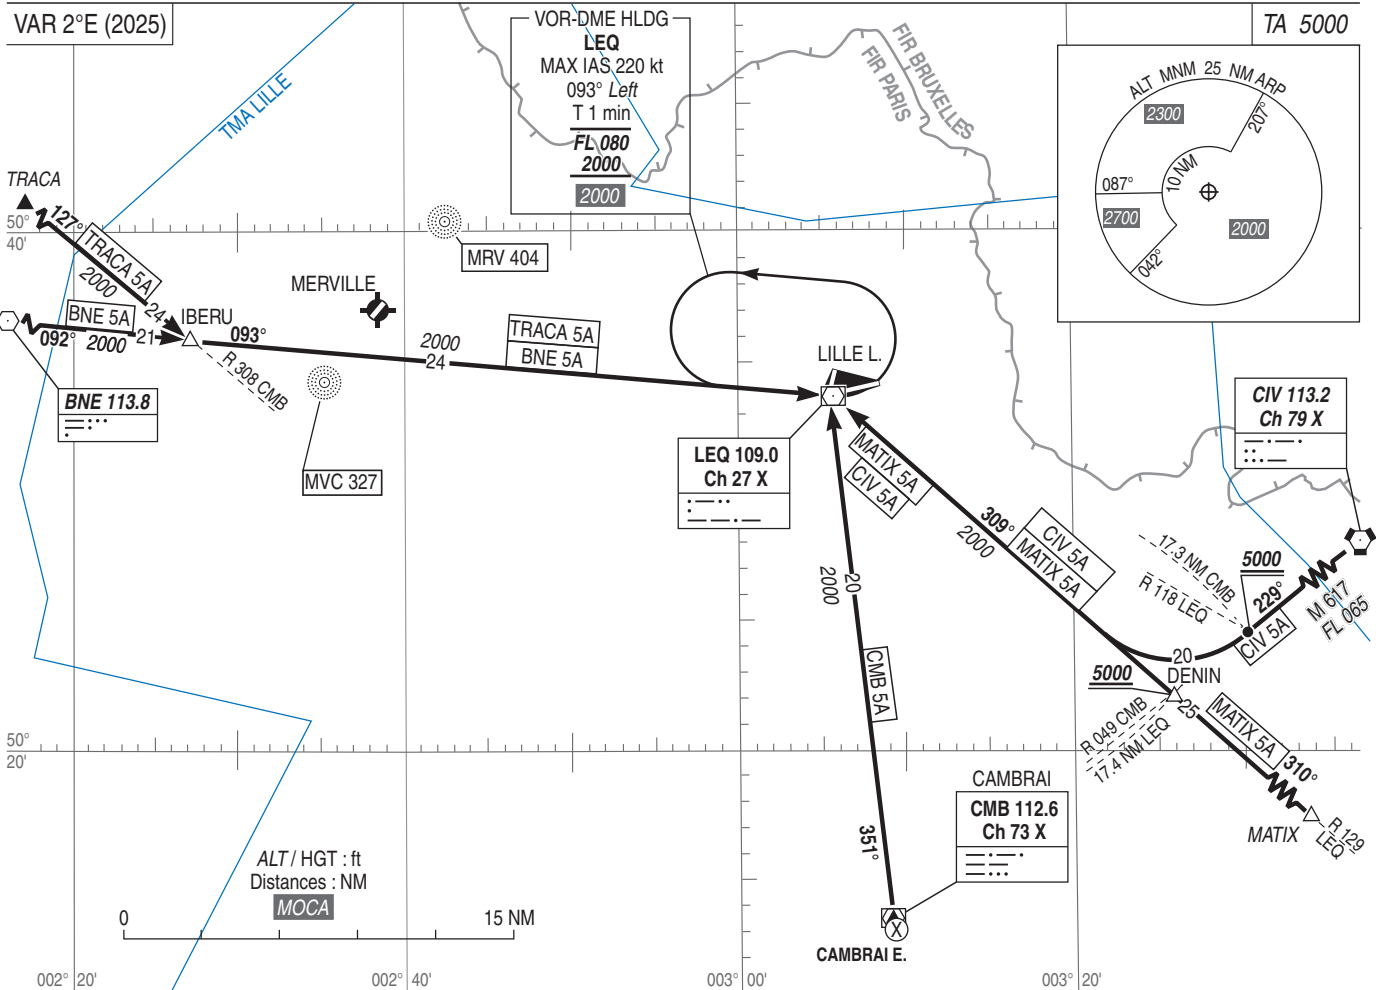 VAR 2°E (2025)
TA 5000
VOR-DME HLDG
LEQ
MAX IAS 220 kt
093° Left
T 1 min
FL 080
2000
2000
TMA LILLE
FIR BRUXELLES
FIR PARIS
ALT MNM 25 NM ARP
2300
207°
10 NM
087°
2700
2000
042°
TRACA
50°
40'
127°
TRACA 5A
2000
24
MRV 404
MERVILLE
BNE 5A
092°
2000
21
IBERU
093°
R 308 CMB
2000
24
TRACA 5A
BNE 5A
LILLE L.
BNE 113.8
MVC 327
LEQ 109.0
Ch 27 X
CIV 113.2
Ch 79 X
MATIX 5A
CIV 5A
309°
2000
CIV 5A
MATIX 5A
17.3 NM CMB
R 118 LEQ
5000
229°
M 617
FL 065
CIV 5A
20
2000
20
CMB 5A
351°
5000
DENIN
25
R 049 CMB
17.4 NM LEQ
MATIX 5A
310°
MATIX
R 129
LEQ
50°
20'
CAMBRAI
CMB 112.6
Ch 73 X
X
CAMBRAI E.
ALT / HGT : ft
Distances : NM
MOCA
0
15 NM
002° 20'
002° 40'
003° 00'
003° 20'